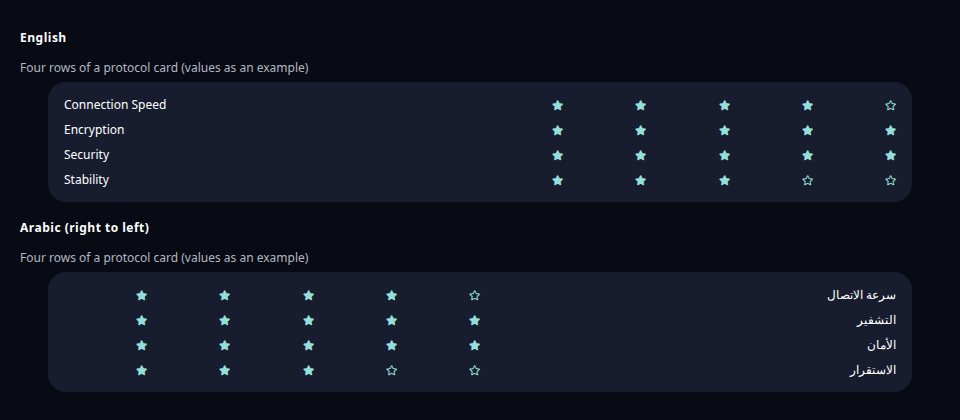 English
Four rows of a protocol card (values as an example)
Connection Speed ★ ★ ★ ★ ☆
Encryption ★ ★ ★ ★ ★
Security ★ ★ ★ ★ ★
Stability ★ ★ ★ ☆ ☆
Arabic (right to left)
Four rows of a protocol card (values as an example)
سرعة الاتصال ☆ ★ ★ ★ ★
التشفير ★ ★ ★ ★ ★
الأمان ★ ★ ★ ★ ★
الاستقرار ☆ ☆ ★ ★ ★